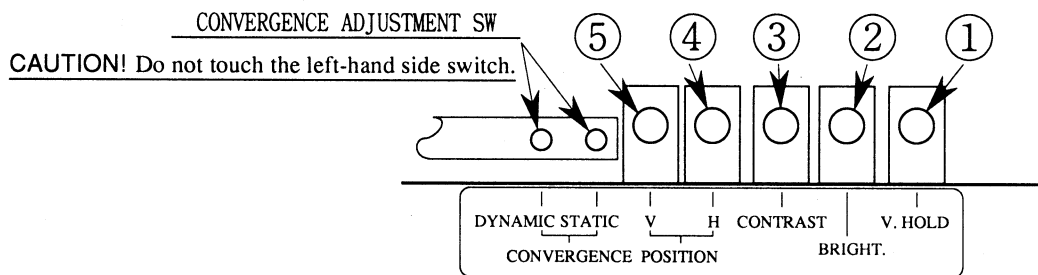 CONVERGENCE ADJUSTMENT SW
CAUTION! Do not touch the left-hand side switch.
⑤ ④ ③ ② ①
DYNAMIC STATIC V H CONTRAST V. HOLD
BRIGHT.
CONVERGENCE POSITION